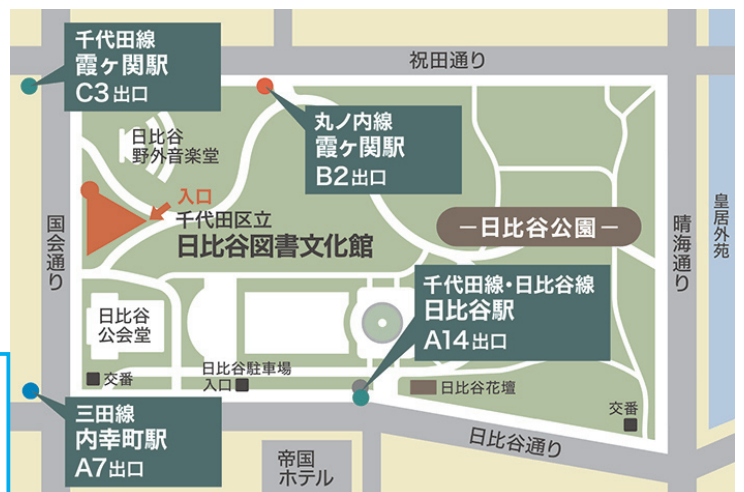 千代田線
霞ヶ関駅
C3出口
祝田通り
丸ノ内線
霞ヶ関駅
B2出口
日比谷
野外音楽堂
入口
千代田区立
日比谷図書文化館
国会通り
－日比谷公園－
晴海通り
皇居外苑
千代田線・日比谷線
日比谷駅
A14出口
日比谷
公会堂
交番
日比谷駐車場
入口
日比谷花壇
交番
三田線
内幸町駅
A7出口
日比谷通り
帝国
ホテル